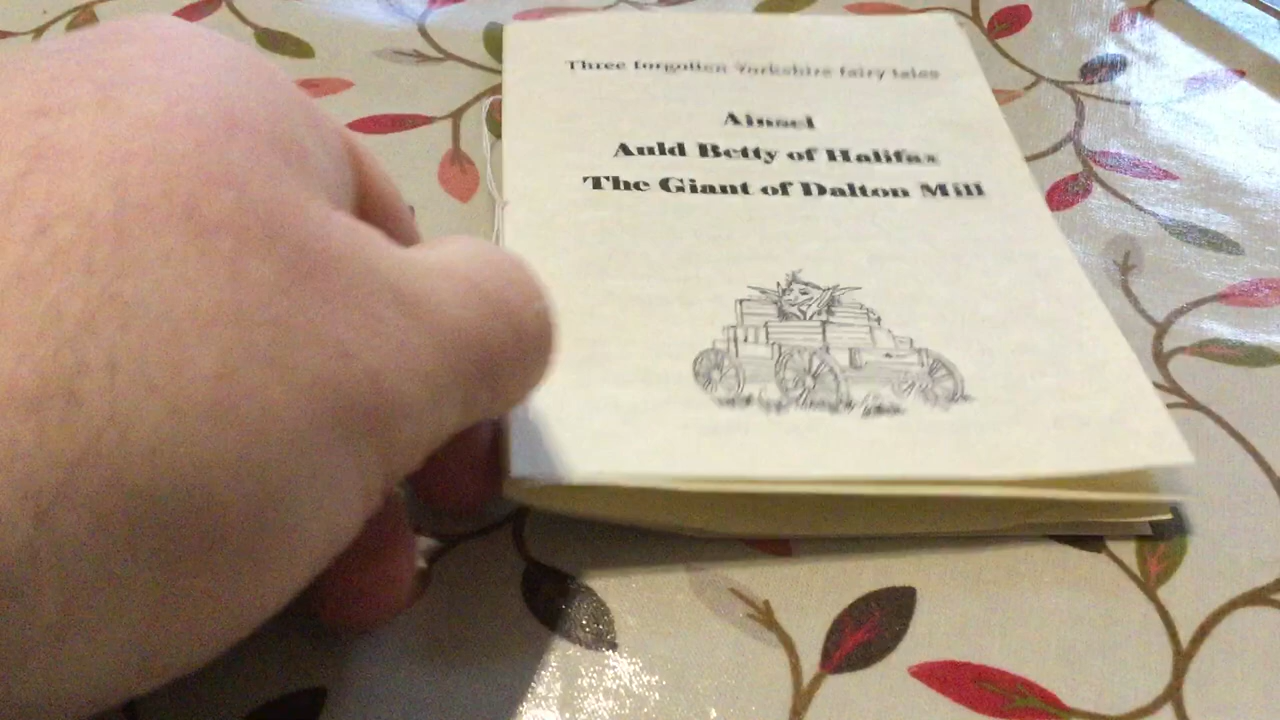 Three forgotten Yorkshire fairy tales
Ainsel
Auld Betty of Halifax
The Giant of Dalton Mill